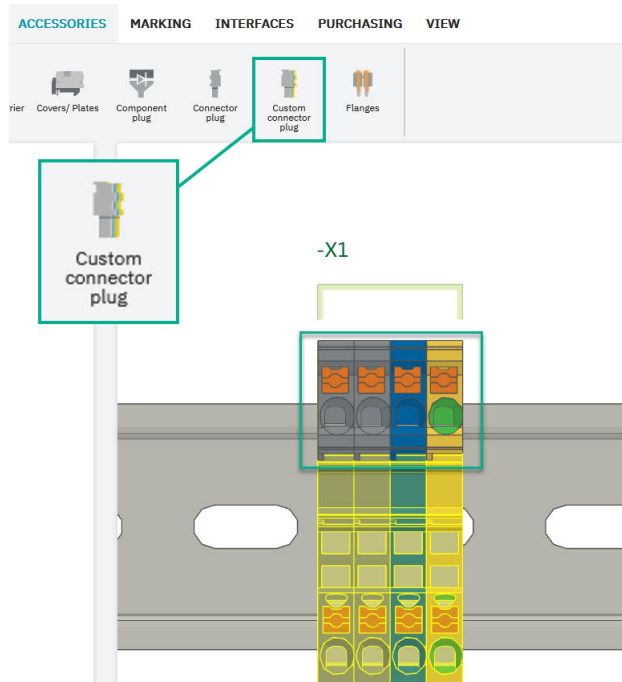 ACCESSORIES MARKING INTERFACES PURCHASING VIEW
rier Covers/ Plates Component plug Connector plug Custom connector plug Flanges
Custom
connector
plug
-X1